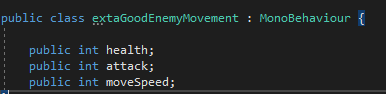 public class extaGoodEnemyMovement : MonoBehaviour {
public int health;
public int attack;
public int moveSpeed;